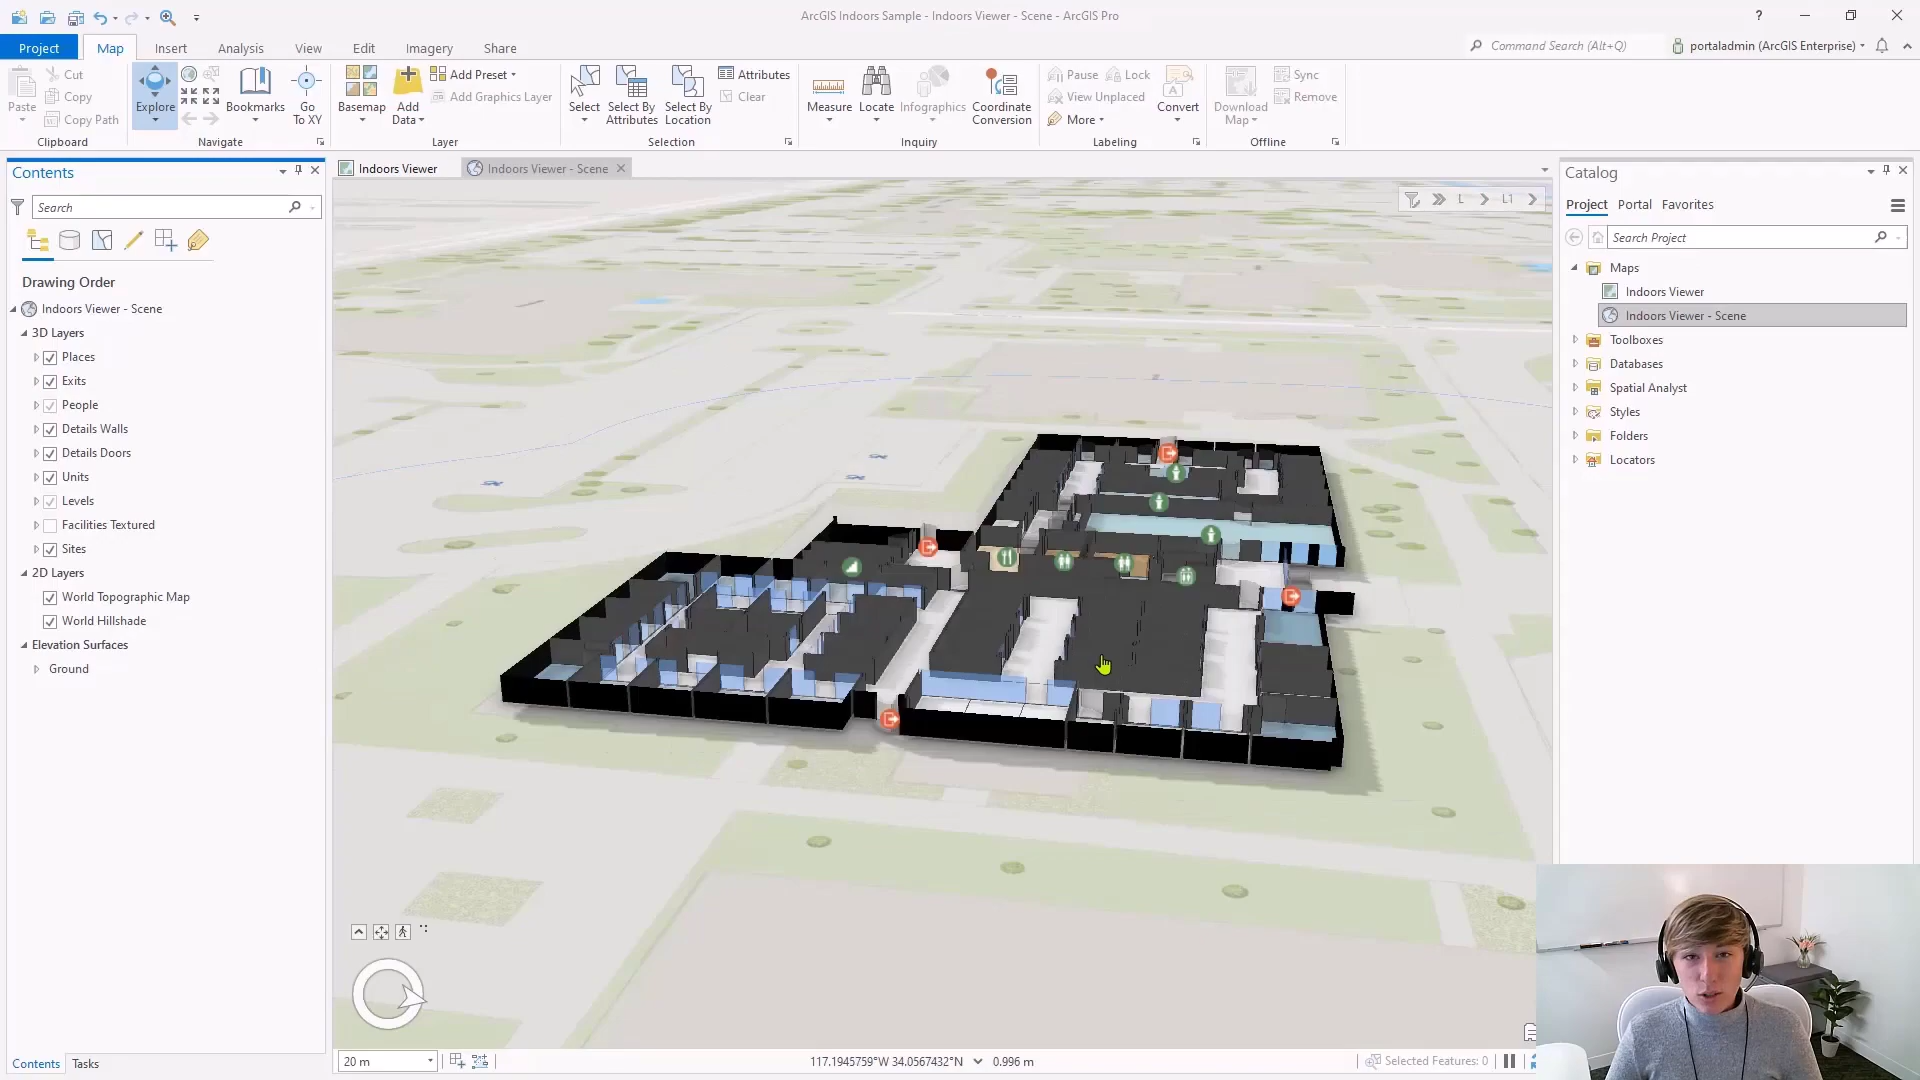 ArcGIS Indoors Sample - Indoors Viewer - Scene - ArcGIS Pro
?
Project Map Insert Analysis View Edit Imagery Share
Command Search (Alt+Q)
portaladmin (ArcGIS Enterprise)
Paste
Cut
Copy
Copy Path
Clipboard
Explore
Bookmarks
Go To XY
Navigate
Basemap
Add Data
Add Preset
Add Graphics Layer
Layer
Select
Select By Attributes
Select By Location
Attributes
Clear
Selection
Measure
Locate
Infographics
Coordinate Conversion
Inquiry
Pause
Lock
View Unplaced
More
Convert
Labeling
Download Map
Sync
Remove
Offline
Contents
Search
Drawing Order
Indoors Viewer - Scene
3D Layers
Places
Exits
People
Details Walls
Details Doors
Units
Levels
Facilities Textured
Sites
2D Layers
World Topographic Map
World Hillshade
Elevation Surfaces
Ground
Contents Tasks
Indoors Viewer
Indoors Viewer - Scene
L
L1
20 m
117.1945759°W 34.0567432°N
0.996 m
Selected Features: 0
Catalog
Project Portal Favorites
Search Project
Maps
Indoors Viewer
Indoors Viewer - Scene
Toolboxes
Databases
Spatial Analyst
Styles
Folders
Locators